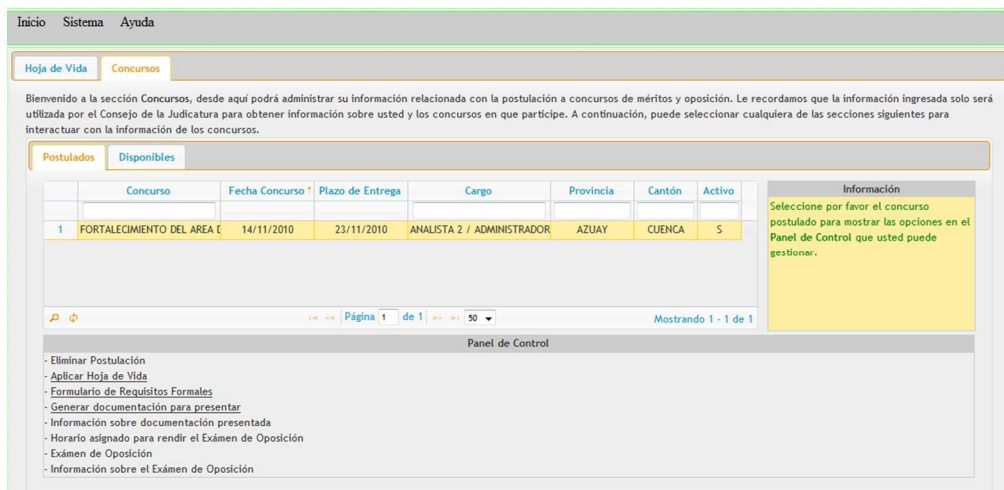 Inicio Sistema Ayuda
Hoja de Vida Concursos
Bienvenido a la sección Concursos, desde aquí podrá administrar su información relacionada con la postulación a concursos de méritos y oposición. Le recordamos que la información ingresada solo será
utilizada por el Consejo de la Judicatura para obtener información sobre usted y los concursos en que participe. A continuación, puede seleccionar cualquiera de las secciones siguientes para
interactuar con la información de los concursos.
Postulados Disponibles
Concurso Fecha Concurso Plazo de Entrega Cargo Provincia Cantón Activo
1 FORTALECIMIENTO DEL AREA D 14/11/2010 23/11/2010 ANALISTA 2 / ADMINISTRADOR AZUAY CUENCA S
Página 1 de 1 50 Mostrando 1 - 1 de 1
Información
Seleccione por favor el concurso
postulado para mostrar las opciones en el
Panel de Control que usted puede
gestionar.
Panel de Control
- Eliminar Postulación
- Aplicar Hoja de Vida
- Formulario de Requisitos Formales
- Generar documentación para presentar
- Información sobre documentación presentada
- Horario asignado para rendir el Exámen de Oposición
- Exámen de Oposición
- Información sobre el Exámen de Oposición